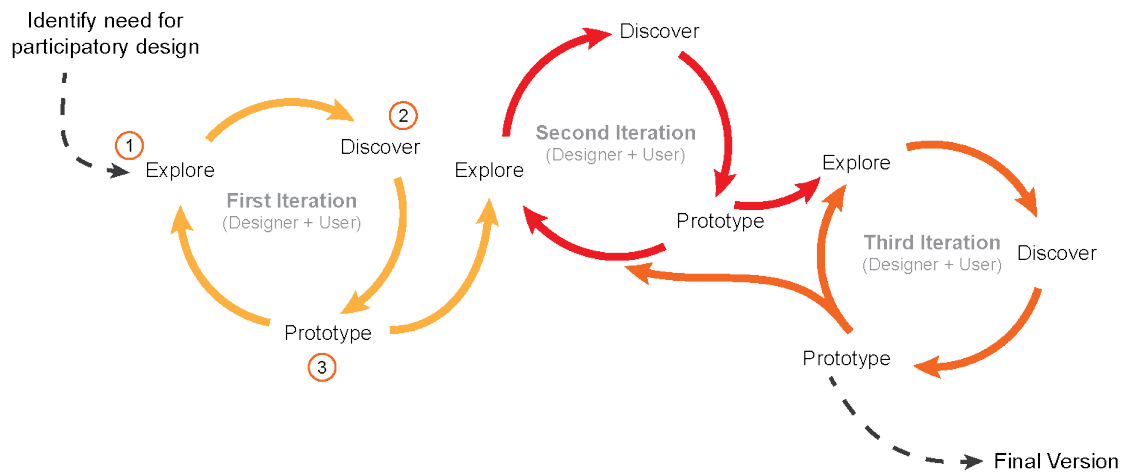 Identify need for
participatory design
1
Explore
2
Discover
First Iteration
(Designer + User)
Prototype
3
Explore
Discover
Second Iteration
(Designer + User)
Prototype
Explore
Third Iteration
(Designer + User)
Discover
Prototype
Final Version